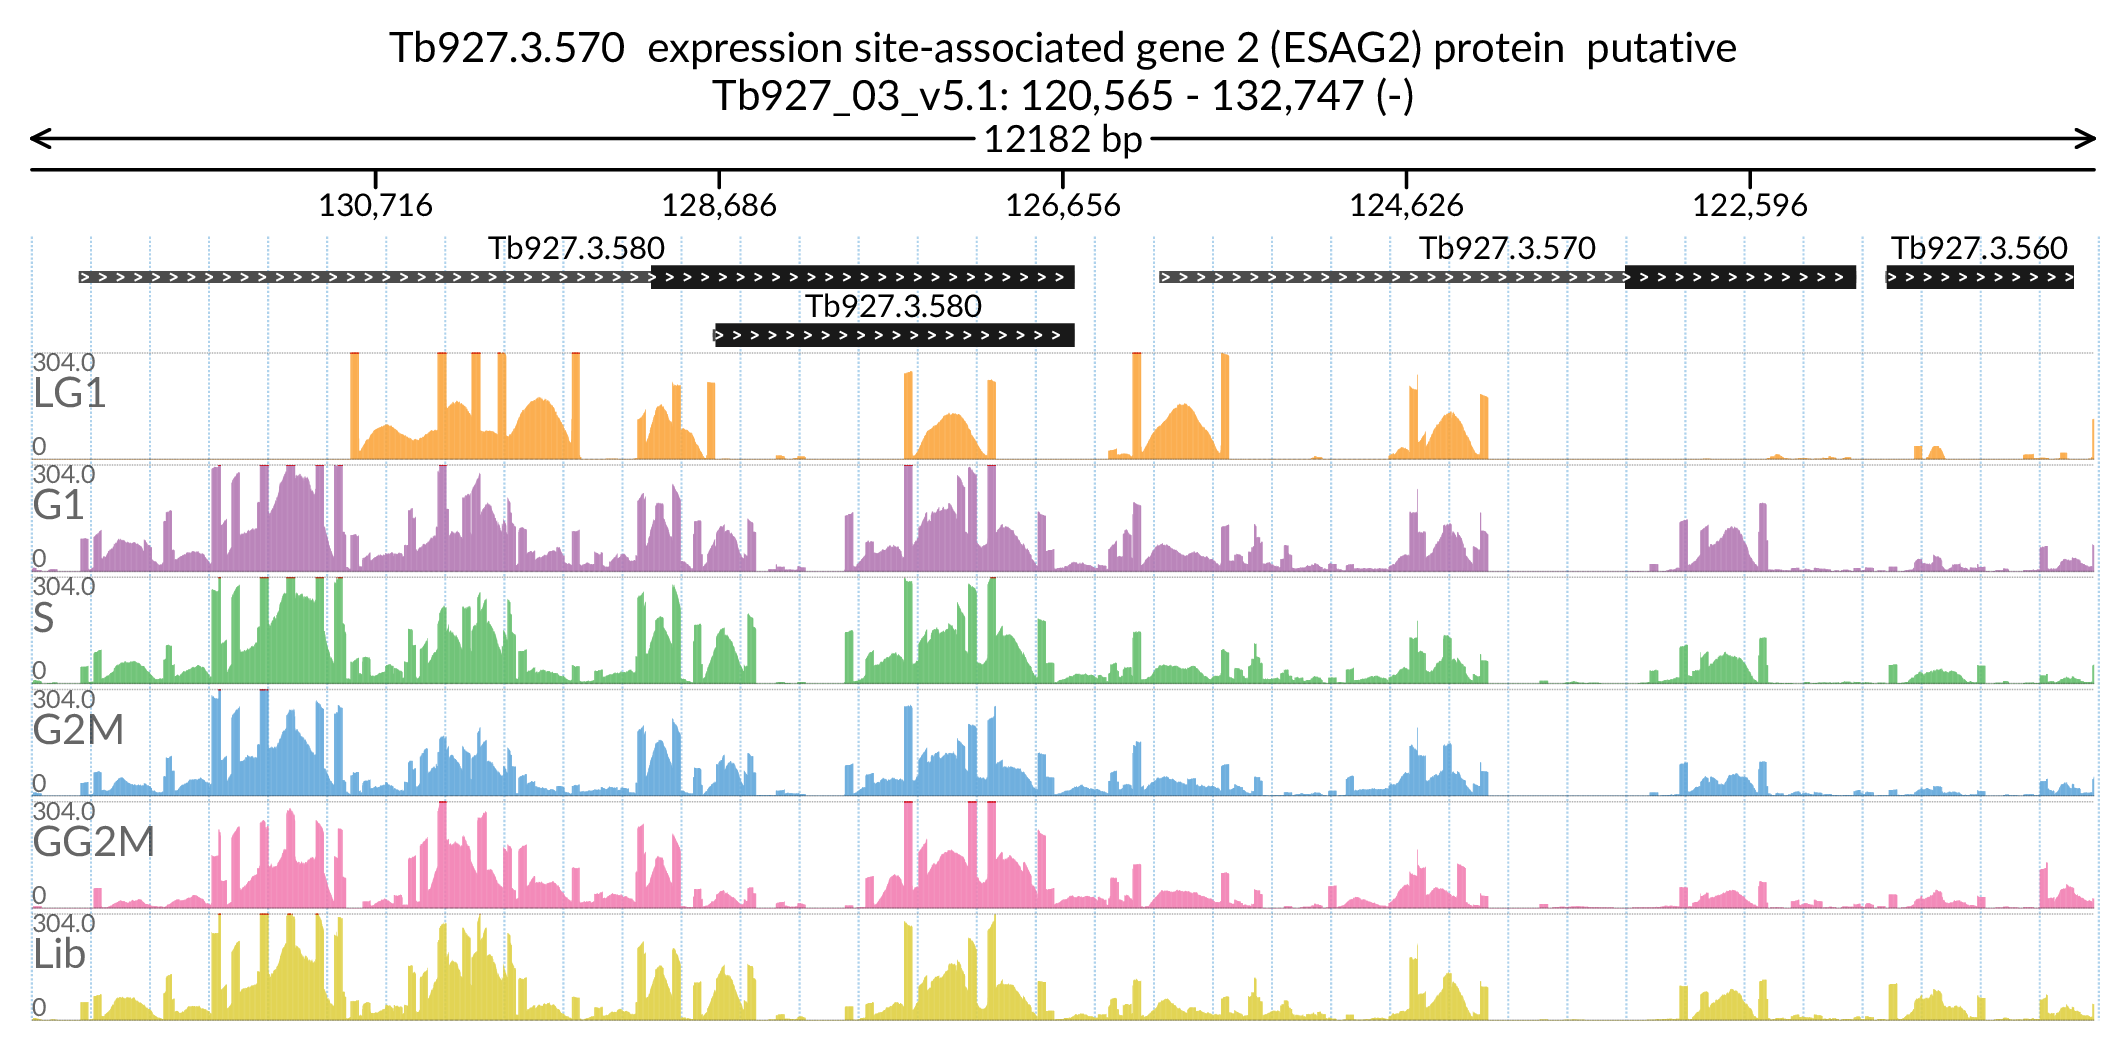 Tb927.3.570  expression site-associated gene 2 (ESAG2) protein  putative
Tb927_03_v5.1: 120,565 - 132,747 (-)
12182 bp
130,716 128,686 126,656 124,626 122,596
Tb927.3.580 Tb927.3.570 Tb927.3.560
Tb927.3.580
304.0
LG1
0
304.0
G1
0
304.0
S
0
304.0
G2M
0
304.0
GG2M
0
304.0
Lib
0